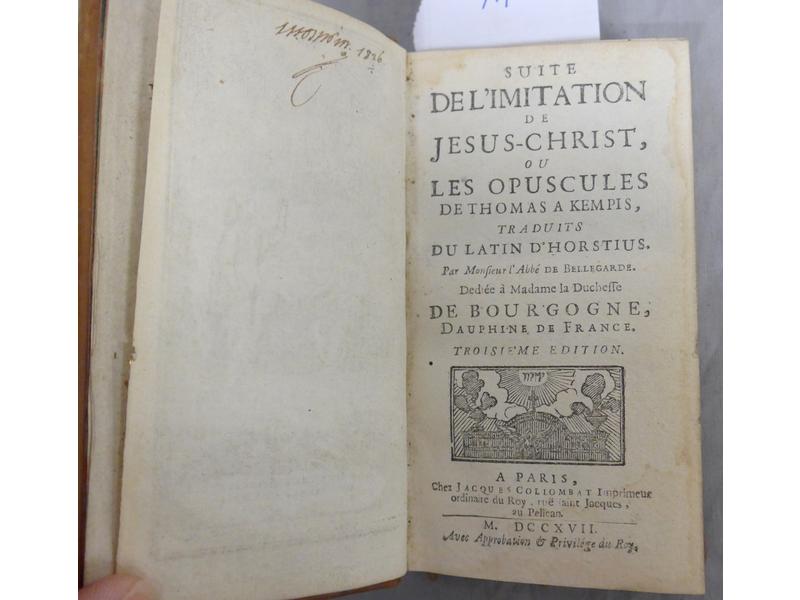 1826
SUITE
DE L'IMITATION
DE
JESUS-CHRIST,
OU
LES OPUSCULES
DE THOMAS A KEMPIS,
TRADUITS
DU LATIN D'HORSTIUS.
Par Monſieur l'Abbé DE BELLEGARDE.
Dediée à Madame la Ducheſſe
DE BOURGOGNE,
DAUPHINE DE FRANCE.
TROISIEME EDITION.
A PARIS,
Chez JACQUES COLLOMBAT Imprimeur
ordinaire du Roy, ruë ſaint Jacques,
au Pelican.
M. DCCXVII.
Avec Approbation & Privilége du Roy.